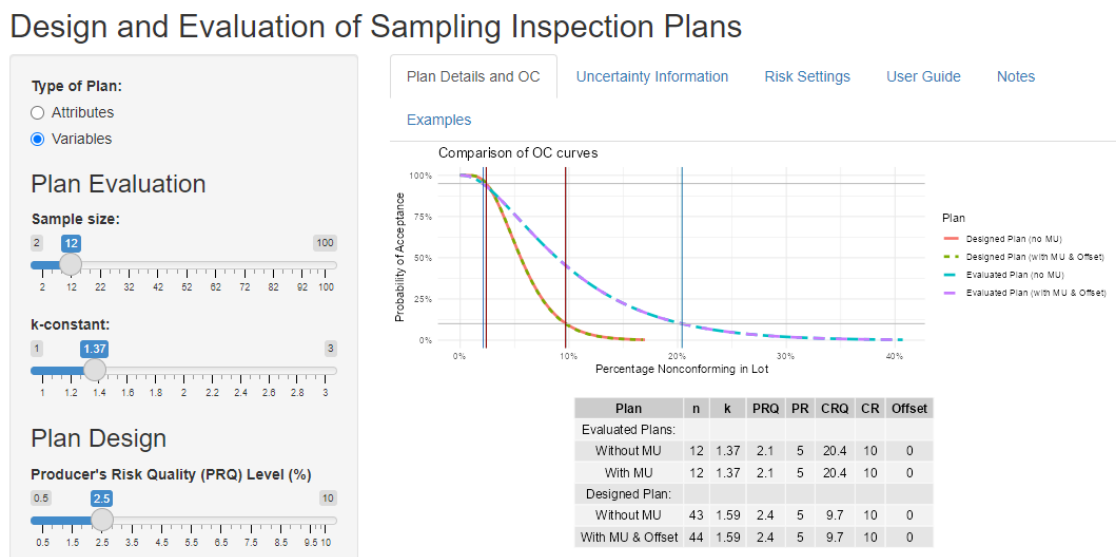 Design and Evaluation of Sampling Inspection Plans
Type of Plan:
Attributes
Variables
Plan Evaluation
Sample size:
2 12 100
2 12 22 32 42 52 62 72 82 92 100
k-constant:
1 1.37 3
1 1.2 1.4 1.6 1.8 2 2.2 2.4 2.6 2.8 3
Plan Design
Producer's Risk Quality (PRQ) Level (%)
0.5 2.5 10
0.5 1.5 2.5 3.5 4.5 5.5 6.5 7.5 8.5 9.5 10
Plan Details and OC Uncertainty Information Risk Settings User Guide Notes
Examples
Comparison of OC curves
100%
75%
50%
25%
0%
Probability of Acceptance
0% 10% 20% 30% 40%
Percentage Nonconforming in Lot
Plan
Designed Plan (no MU)
Designed Plan (with MU & Offset)
Evaluated Plan (no MU)
Evaluated Plan (with MU & Offset)
Plan n k PRQ PR CRQ CR Offset
Evaluated Plans:
Without MU 12 1.37 2.1 5 20.4 10 0
With MU 12 1.37 2.1 5 20.4 10 0
Designed Plan:
Without MU 43 1.59 2.4 5 9.7 10 0
With MU & Offset 44 1.59 2.4 5 9.7 10 0